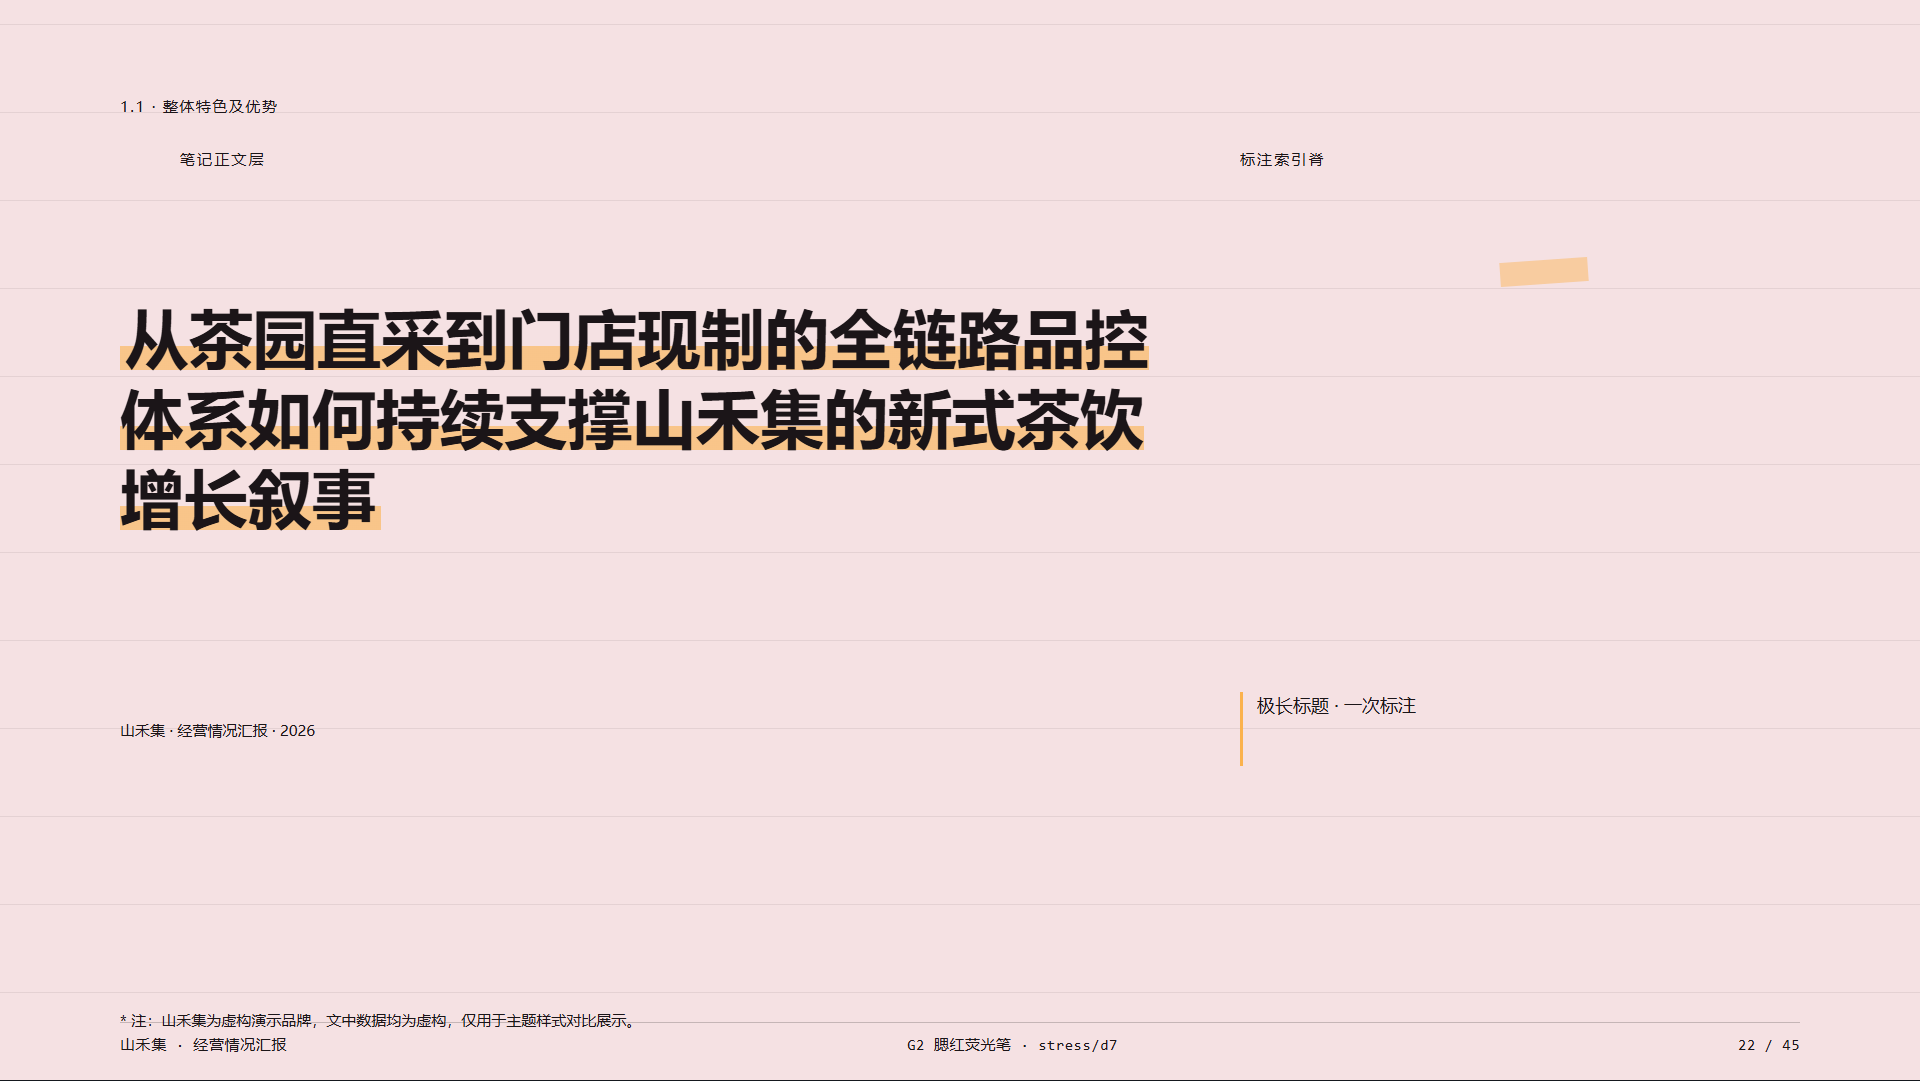 1.1 · 整体特色及优势
笔记正文层
标注索引脊
从茶园直采到门店现制的全链路品控
体系如何持续支撑山禾集的新式茶饮
增长叙事
极长标题 · 一次标注
山禾集 · 经营情况汇报 · 2026
* 注：山禾集为虚构演示品牌，文中数据均为虚构，仅用于主题样式对比展示。
山禾集 · 经营情况汇报
G2 腮红荧光笔 · stress/d7
22 / 45